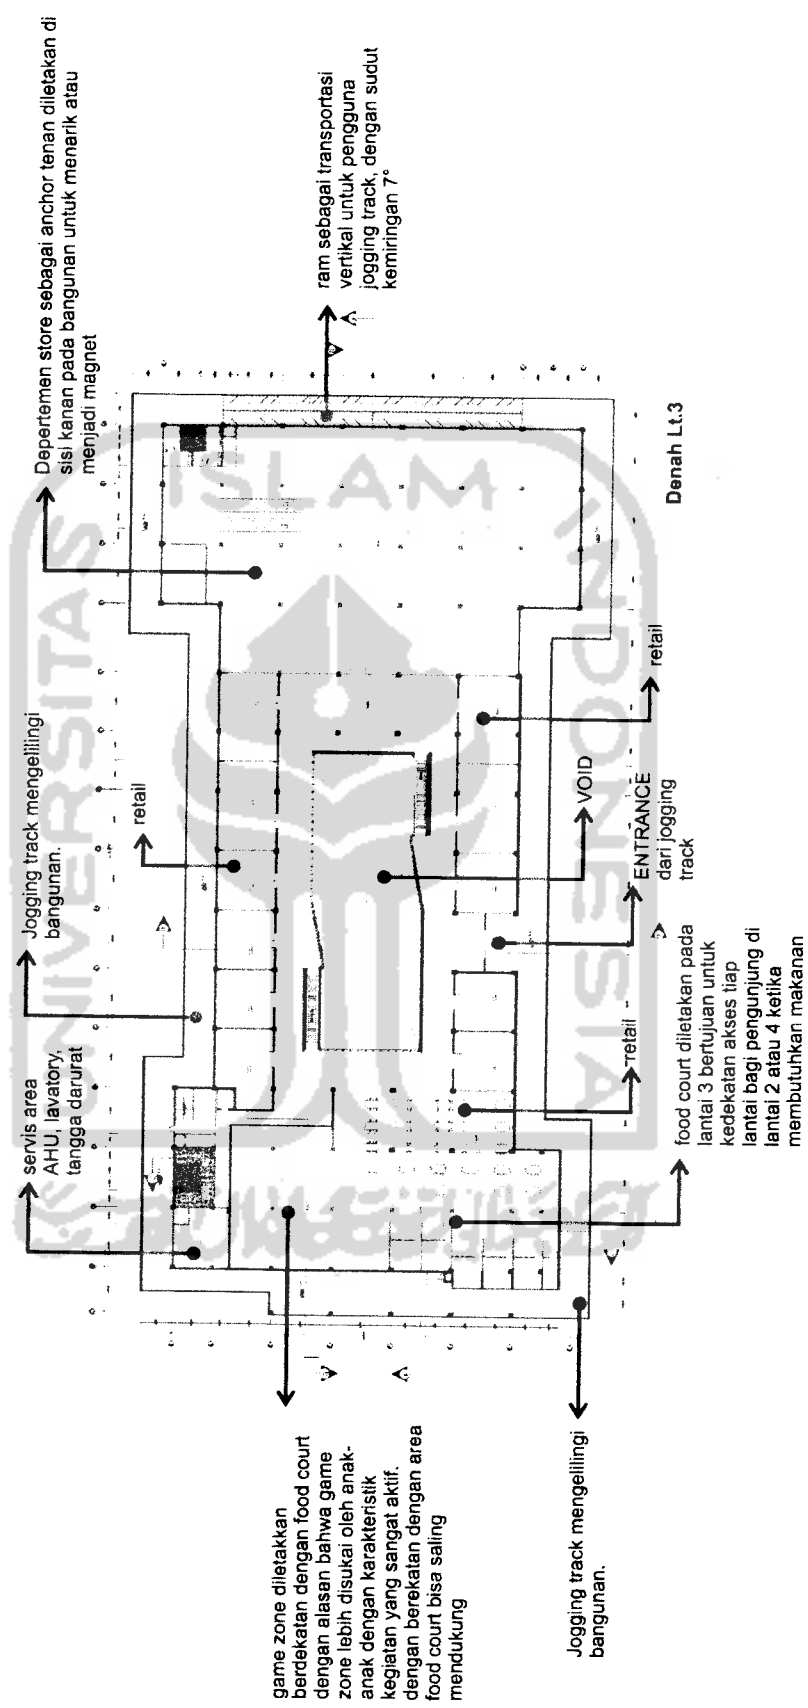 Depertemen store sebagai anchor tenan diletakan di
sisi kanan pada bangunan untuk menarik atau
menjadi magnet
Jogging track mengelilingi
bangunan.
servis area
AHU, lavatory,
tangga darurat
retail
ram sebagai transportasi
vertikal untuk pengguna
jogging track, dengan sudut
kemiringan 7°
game zone diletakkan
berdekatan dengan food court
dengan alasan bahwa game
zone lebih disukai oleh anak-
anak dengan karakteristik
kegiatan yang sangat aktif.
dengan berekatan dengan area
food court bisa saling
mendukung
Jogging track mengelilingi
bangunan.
food court diletakan pada
lantai 3 bertujuan untuk
kedekatan akses tiap
lantai bagi pengunjung di
lantai 2 atau 4 ketika
membutuhkan makanan
retail
ENTRANCE
dari jogging
track
VOID
retail
Denah Lt.3
UNIVERSITAS
ISLAM
INDONESIA